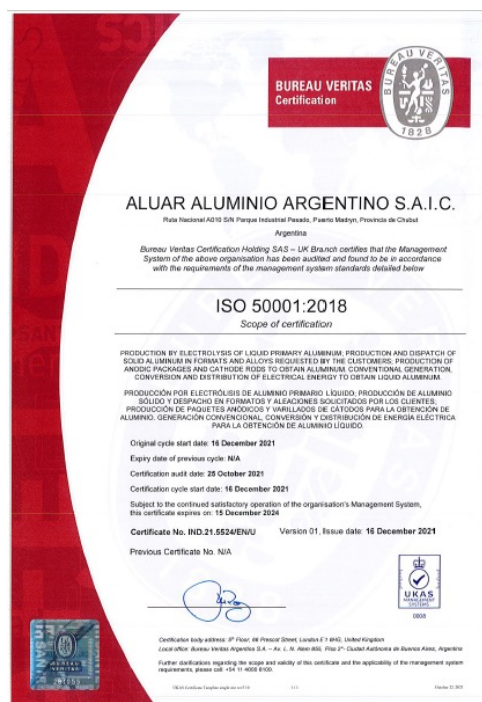 BUREAU VERITAS
Certification
BUREAU VERITAS
1828
ALUAR ALUMINIO ARGENTINO S.A.I.C.
Ruta Nacional A010 S/N Parque Industrial Pesado, Puerto Madryn, Provincia de Chubut
Argentina
Bureau Veritas Certification Holding SAS – UK Branch certifies that the Management
System of the above organisation has been audited and found to be in accordance
with the requirements of the management system standards detailed below
ISO 50001:2018
Scope of certification
PRODUCTION BY ELECTROLYSIS OF LIQUID PRIMARY ALUMINUM; PRODUCTION AND DISPATCH OF
SOLID ALUMINUM IN FORMATS AND ALLOYS REQUESTED BY THE CUSTOMERS; PRODUCTION OF
ANODIC PACKAGES AND CATHODE RODS TO OBTAIN ALUMINUM. CONVENTIONAL GENERATION,
CONVERSION AND DISTRIBUTION OF ELECTRICAL ENERGY TO OBTAIN LIQUID ALUMINUM.
PRODUCCIÓN POR ELECTRÓLISIS DE ALUMINIO PRIMARIO LÍQUIDO; PRODUCCIÓN DE ALUMINIO
SÓLIDO Y DESPACHO EN FORMATOS Y ALEACIONES SOLICITADOS POR LOS CLIENTES;
PRODUCCIÓN DE PAQUETES ANÓDICOS Y VARILLADOS DE CÁTODOS PARA LA OBTENCIÓN DE
ALUMINIO. GENERACIÓN CONVENCIONAL, CONVERSIÓN Y DISTRIBUCIÓN DE ENERGÍA ELÉCTRICA
PARA LA OBTENCIÓN DE ALUMINIO LÍQUIDO.
Original cycle start date: 16 December 2021
Expiry date of previous cycle: N/A
Certification audit date: 25 October 2021
Certification cycle start date: 16 December 2021
Subject to the continued satisfactory operation of the organisation's Management System,
this certificate expires on: 15 December 2024
Certificate No. IND.21.5524/EN/U Version 01, Issue date: 16 December 2021
Previous Certificate No. N/A
UKAS
MANAGEMENT
SYSTEMS
0008
Certification body address: 5th Floor, 66 Prescot Street, London E 1 8HG, United Kingdom
Local office: Bureau Veritas Argentina S.A. – Av. L. N. Alem 855, Piso 2º- Ciudad Autónoma de Buenos Aires, Argentina
Further clarifications regarding the scope and validity of this certificate and the applicability of the management system
requirements, please call: +54 11 4000 8100.
1/1
October 22, 2021
BUREAU
VERITAS